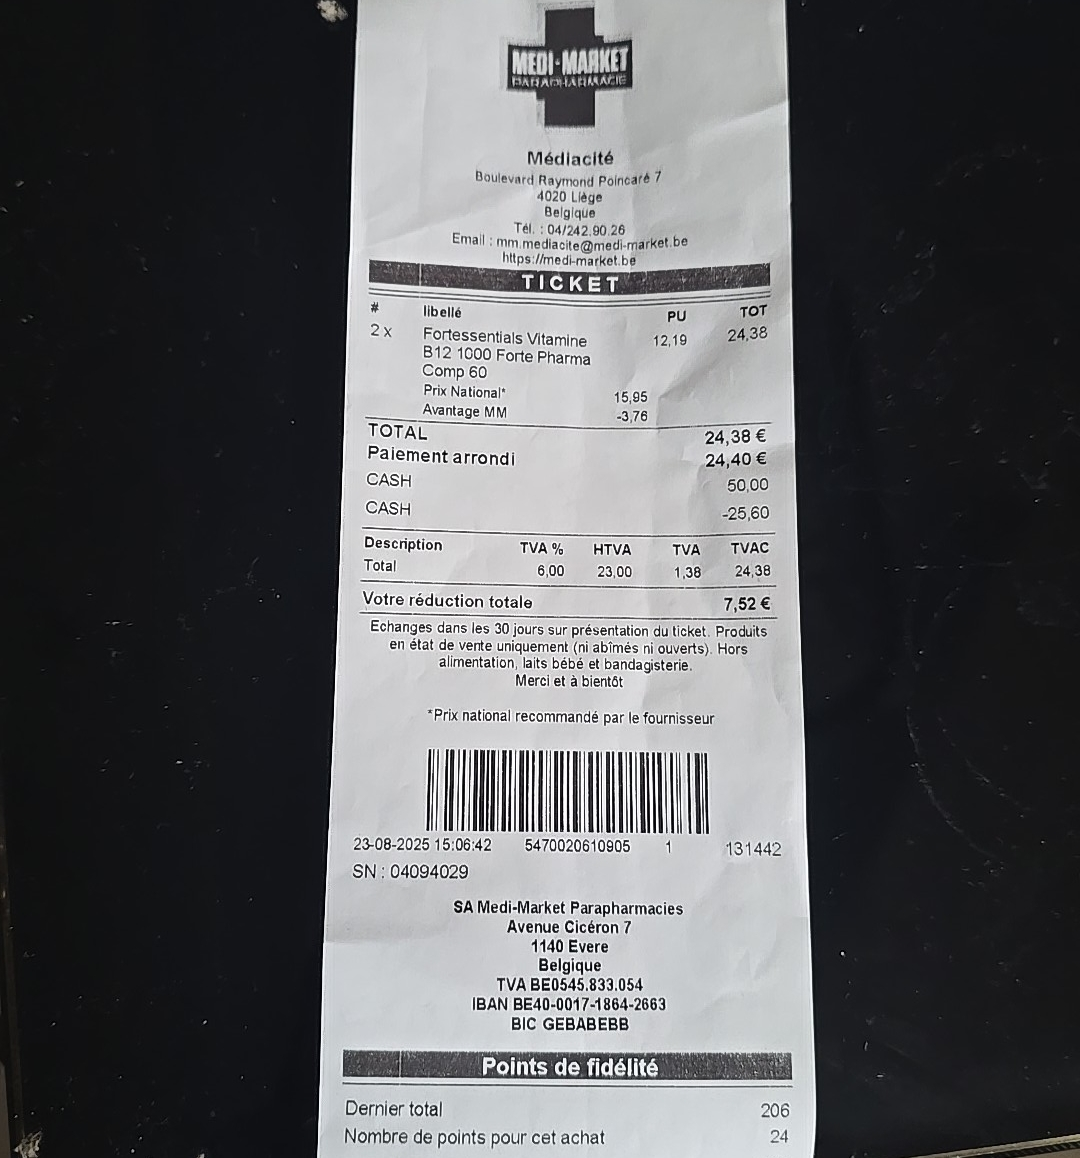 MEDI-MARKET
PARAPHARMACIE
Médiacité
Boulevard Raymond Poincaré 7
4020 Liège
Belgique
Tél. : 04/242.90.26
Email : mm.mediacite@medi-market.be
https://medi-market.be
TICKET
# libellé PU TOT
2 x Fortessentials Vitamine 12,19 24,38
B12 1000 Forte Pharma
Comp 60
Prix National* 15,95
Avantage MM -3,76
TOTAL 24,38 €
Paiement arrondi 24,40 €
CASH 50,00
CASH -25,60
Description TVA % HTVA TVA TVAC
Total 6,00 23,00 1,38 24,38
Votre réduction totale 7,52 €
Echanges dans les 30 jours sur présentation du ticket. Produits
en état de vente uniquement (ni abîmés ni ouverts). Hors
alimentation, laits bébé et bandagisterie.
Merci et à bientôt
*Prix national recommandé par le fournisseur
23-08-2025 15:06:42 5470020610905 1 131442
SN : 04094029
SA Medi-Market Parapharmacies
Avenue Cicéron 7
1140 Evere
Belgique
TVA BE0545.833.054
IBAN BE40-0017-1864-2663
BIC GEBABEBB
Points de fidélité
Dernier total 206
Nombre de points pour cet achat 24